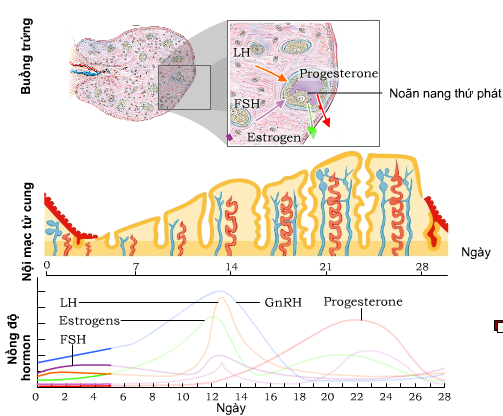 Buồng trứng
LH
Progesterone
FSH
Estrogen
Noãn nang thứ phát
Nội mạc tử cung
Ngày
0 7 14 21 28
Nồng độ
hormon
LH
GnRH
Progesterone
Estrogens
FSH
0 2 4 6 8 10 12 13 14 16 18 20 22 24 26 28
Ngày